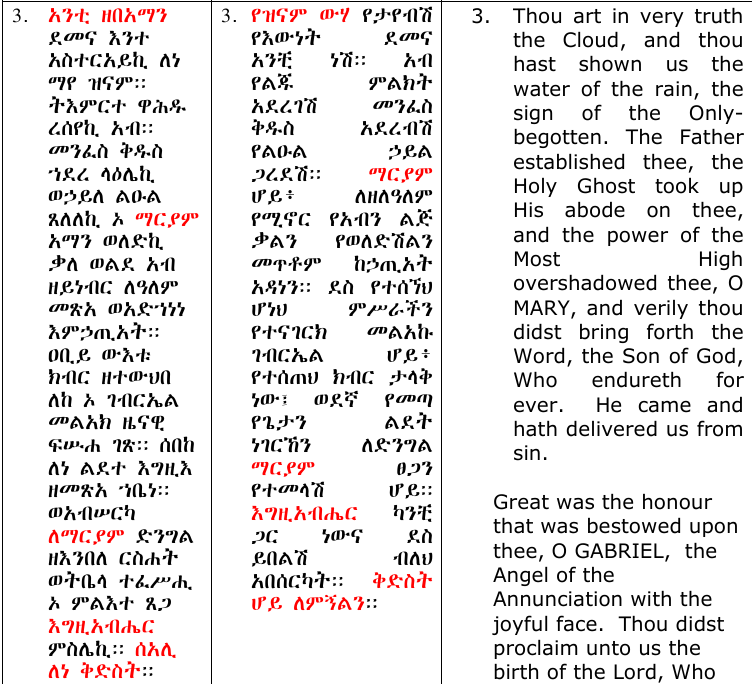 3. አንቲ ዘበአማን
ደመና እንተ
አስተርአይኪ ለነ
ማየ ዝናም።
ትእምርተ ዋሕዱ
ረሰየኪ አብ።
መንፈስ ቅዱስ
ኀደረ ላዕሌኪ
ወኃይለ ልዑል
ጸለለኪ ኦ ማርያም
አማን ወለድኪ
ቃለ ወልደ አብ
ዘይነብር ለዓለም
መጽአ ወአድኀነነ
እምኃጢአት።
ዐቢይ ውእቱ
ክብር ዘተውህበ
ለከ ኦ ገብርኤል
መልአክ ዜናዊ
ፍሡሐ ገጽ። ሰበከ
ለነ ልደተ እግዚእ
ዘመጽአ ኀቤነ።
ወአብሠርካ
ለማርያም ድንግል
ዘእንበለ ርስሐት
ወትቤላ ተፈሥሒ
ኦ ምልእተ ጸጋ
እግዚአብሔር
ምስሌኪ። ሰአሊ
ለነ ቅድስት።
3. የዝናም ውሃ የታየብሽ
የእውነት ደመና
አንቺ ነሽ። አብ
የልጁ ምልክት
አደረገሽ መንፈስ
ቅዱስ አደረብሽ
የልዑል ኃይል
ጋረደሽ። ማርያም
ሆይ፥ ለዘለዓለም
የሚኖር የአብን ልጅ
ቃልን የወለድሽልን
መጥቶም ከኃጢአት
አዳነን። ደስ የተሰኘህ
ሆነህ ምሥራችን
የተናገርክ መልአኩ
ገብርኤል ሆይ፥
የተሰጠህ ክብር ታላቅ
ነው፤ ወደኛ የመጣ
የጌታን ልደት
ነገርኸን ለድንግል
ማርያም ፀጋን
የተመላሽ ሆይ።
እግዚአብሔር ካንቺ
ጋር ነውና ደስ
ይበልሽ ብለህ
አበሰርካት። ቅድስት
ሆይ ለምኝልን።
3. Thou art in very truth
the Cloud, and thou
hast shown us the
water of the rain, the
sign of the Only-
begotten. The Father
established thee, the
Holy Ghost took up
His abode on thee,
and the power of the
Most High
overshadowed thee, O
MARY, and verily thou
didst bring forth the
Word, the Son of God,
Who endureth for
ever. He came and
hath delivered us from
sin.
Great was the honour
that was bestowed upon
thee, O GABRIEL, the
Angel of the
Annunciation with the
joyful face. Thou didst
proclaim unto us the
birth of the Lord, Who